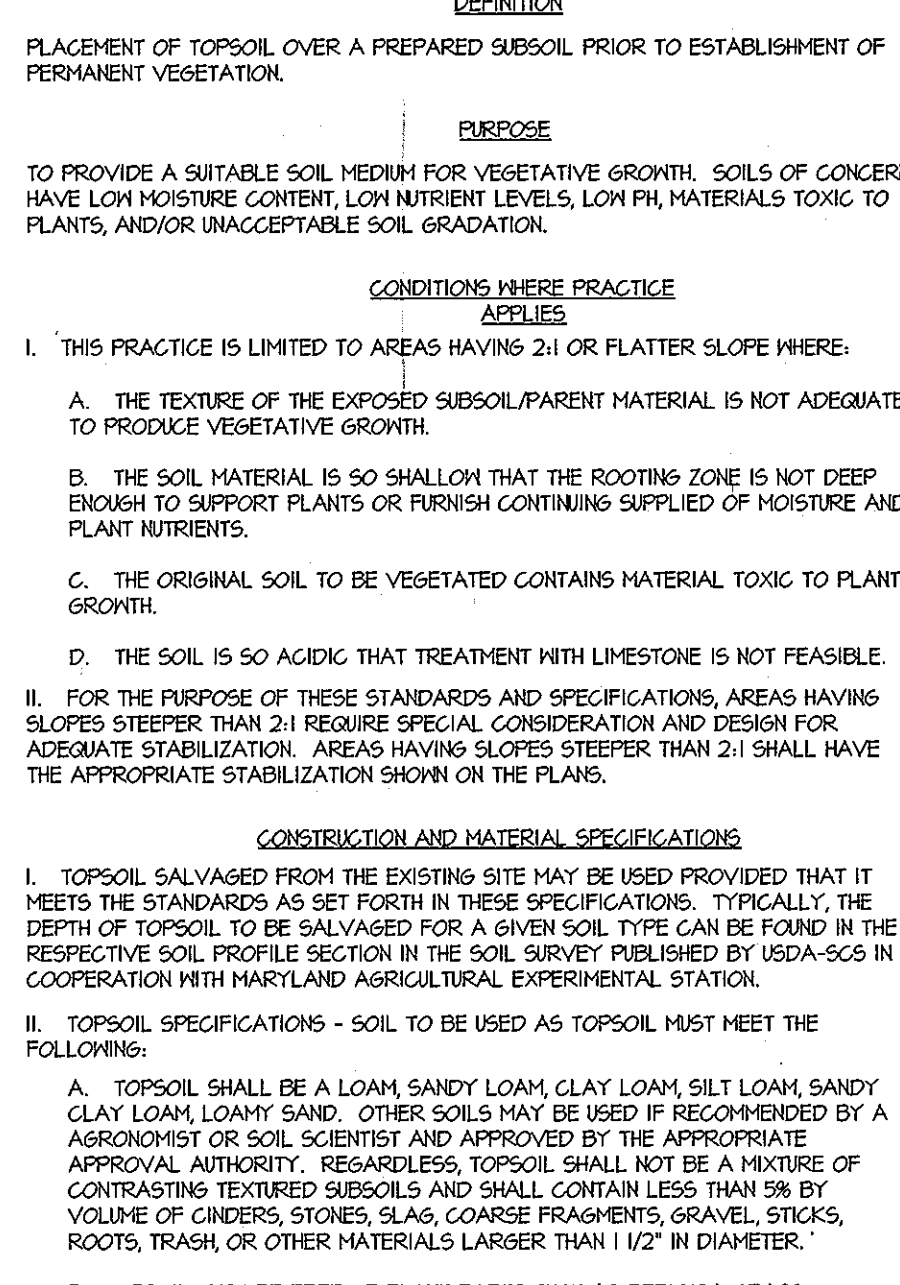 DEFINITION
PLACEMENT OF TOPSOIL OVER A PREPARED SUBSOIL PRIOR TO ESTABLISHMENT OF
PERMANENT VEGETATION.
PURPOSE
TO PROVIDE A SUITABLE SOIL MEDIUM FOR VEGETATIVE GROWTH. SOILS OF CONCER
HAVE LOW MOISTURE CONTENT, LOW NUTRIENT LEVELS, LOW PH, MATERIALS TOXIC TO
PLANTS, AND/OR UNACCEPTABLE SOIL GRADATION.
CONDITIONS WHERE PRACTICE
APPLIES
I. THIS PRACTICE IS LIMITED TO AREAS HAVING 2:1 OR FLATTER SLOPE WHERE:
A. THE TEXTURE OF THE EXPOSED SUBSOIL/PARENT MATERIAL IS NOT ADEQUATE
TO PRODUCE VEGETATIVE GROWTH.
B. THE SOIL MATERIAL IS SO SHALLOW THAT THE ROOTING ZONE IS NOT DEEP
ENOUGH TO SUPPORT PLANTS OR FURNISH CONTINUING SUPPLIED OF MOISTURE AND
PLANT NUTRIENTS.
C. THE ORIGINAL SOIL TO BE VEGETATED CONTAINS MATERIAL TOXIC TO PLANT
GROWTH.
D. THE SOIL IS SO ACIDIC THAT TREATMENT WITH LIMESTONE IS NOT FEASIBLE.
II. FOR THE PURPOSE OF THESE STANDARDS AND SPECIFICATIONS, AREAS HAVING
SLOPES STEEPER THAN 2:1 REQUIRE SPECIAL CONSIDERATION AND DESIGN FOR
ADEQUATE STABILIZATION. AREAS HAVING SLOPES STEEPER THAN 2:1 SHALL HAVE
THE APPROPRIATE STABILIZATION SHOWN ON THE PLANS.
CONSTRUCTION AND MATERIAL SPECIFICATIONS
I. TOPSOIL SALVAGED FROM THE EXISTING SITE MAY BE USED PROVIDED THAT IT
MEETS THE STANDARDS AS SET FORTH IN THESE SPECIFICATIONS. TYPICALLY, THE
DEPTH OF TOPSOIL TO BE SALVAGED FOR A GIVEN SOIL TYPE CAN BE FOUND IN THE
RESPECTIVE SOIL PROFILE SECTION IN THE SOIL SURVEY PUBLISHED BY USDA-SCS IN
COOPERATION WITH MARYLAND AGRICULTURAL EXPERIMENTAL STATION.
II. TOPSOIL SPECIFICATIONS - SOIL TO BE USED AS TOPSOIL MUST MEET THE
FOLLOWING:
A. TOPSOIL SHALL BE A LOAM, SANDY LOAM, CLAY LOAM, SILT LOAM, SANDY
CLAY LOAM, LOAMY SAND. OTHER SOILS MAY BE USED IF RECOMMENDED BY A
AGRONOMIST OR SOIL SCIENTIST AND APPROVED BY THE APPROPRIATE
APPROVAL AUTHORITY. REGARDLESS, TOPSOIL SHALL NOT BE A MIXTURE OF
CONTRASTING TEXTURED SUBSOILS AND SHALL CONTAIN LESS THAN 5% BY
VOLUME OF CINDERS, STONES, SLAG, COARSE FRAGMENTS, GRAVEL, STICKS,
ROOTS, TRASH, OR OTHER MATERIALS LARGER THAN 1 1/2" IN DIAMETER.